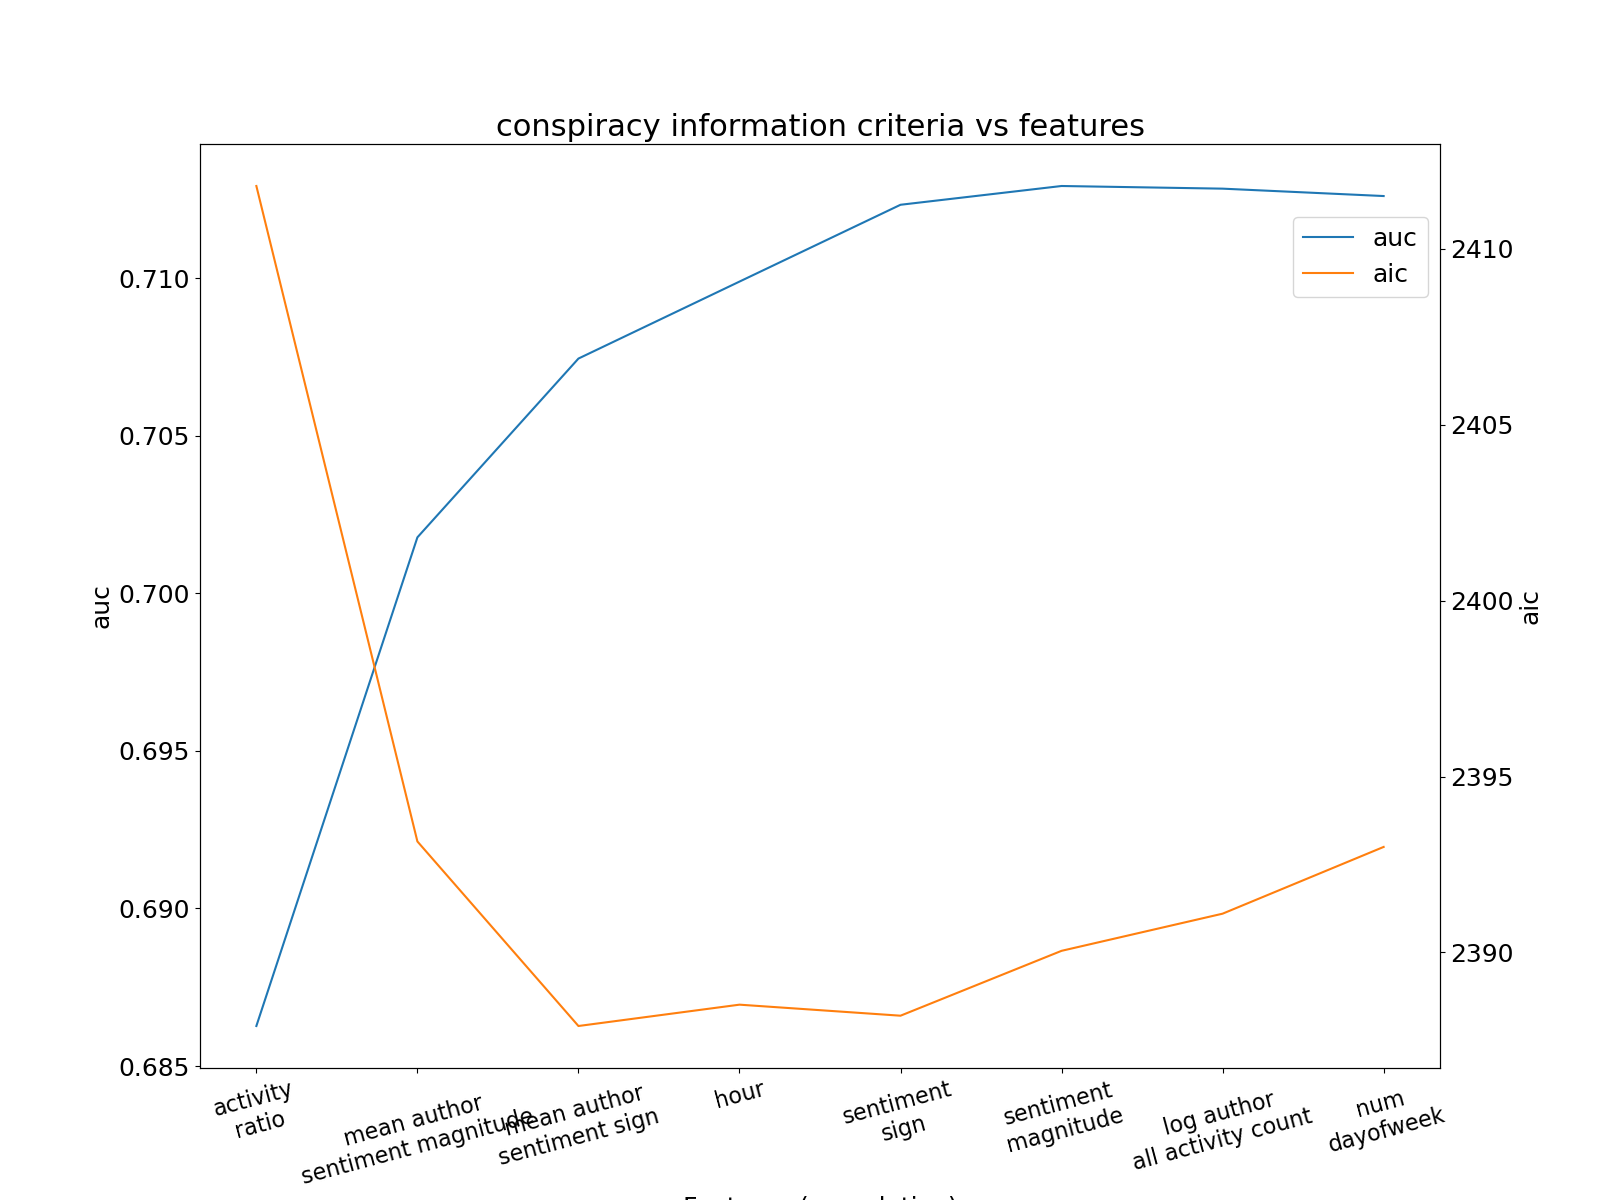 conspiracy information criteria vs features
auc
aic
0.710
0.705
0.700
0.695
0.690
0.685
auc
2410
2405
2400
2395
2390
aic
activity
ratio
mean author
sentiment magnitude
mean author
sentiment sign
hour
sentiment
sign
sentiment
magnitude
log author
all activity count
num
dayofweek